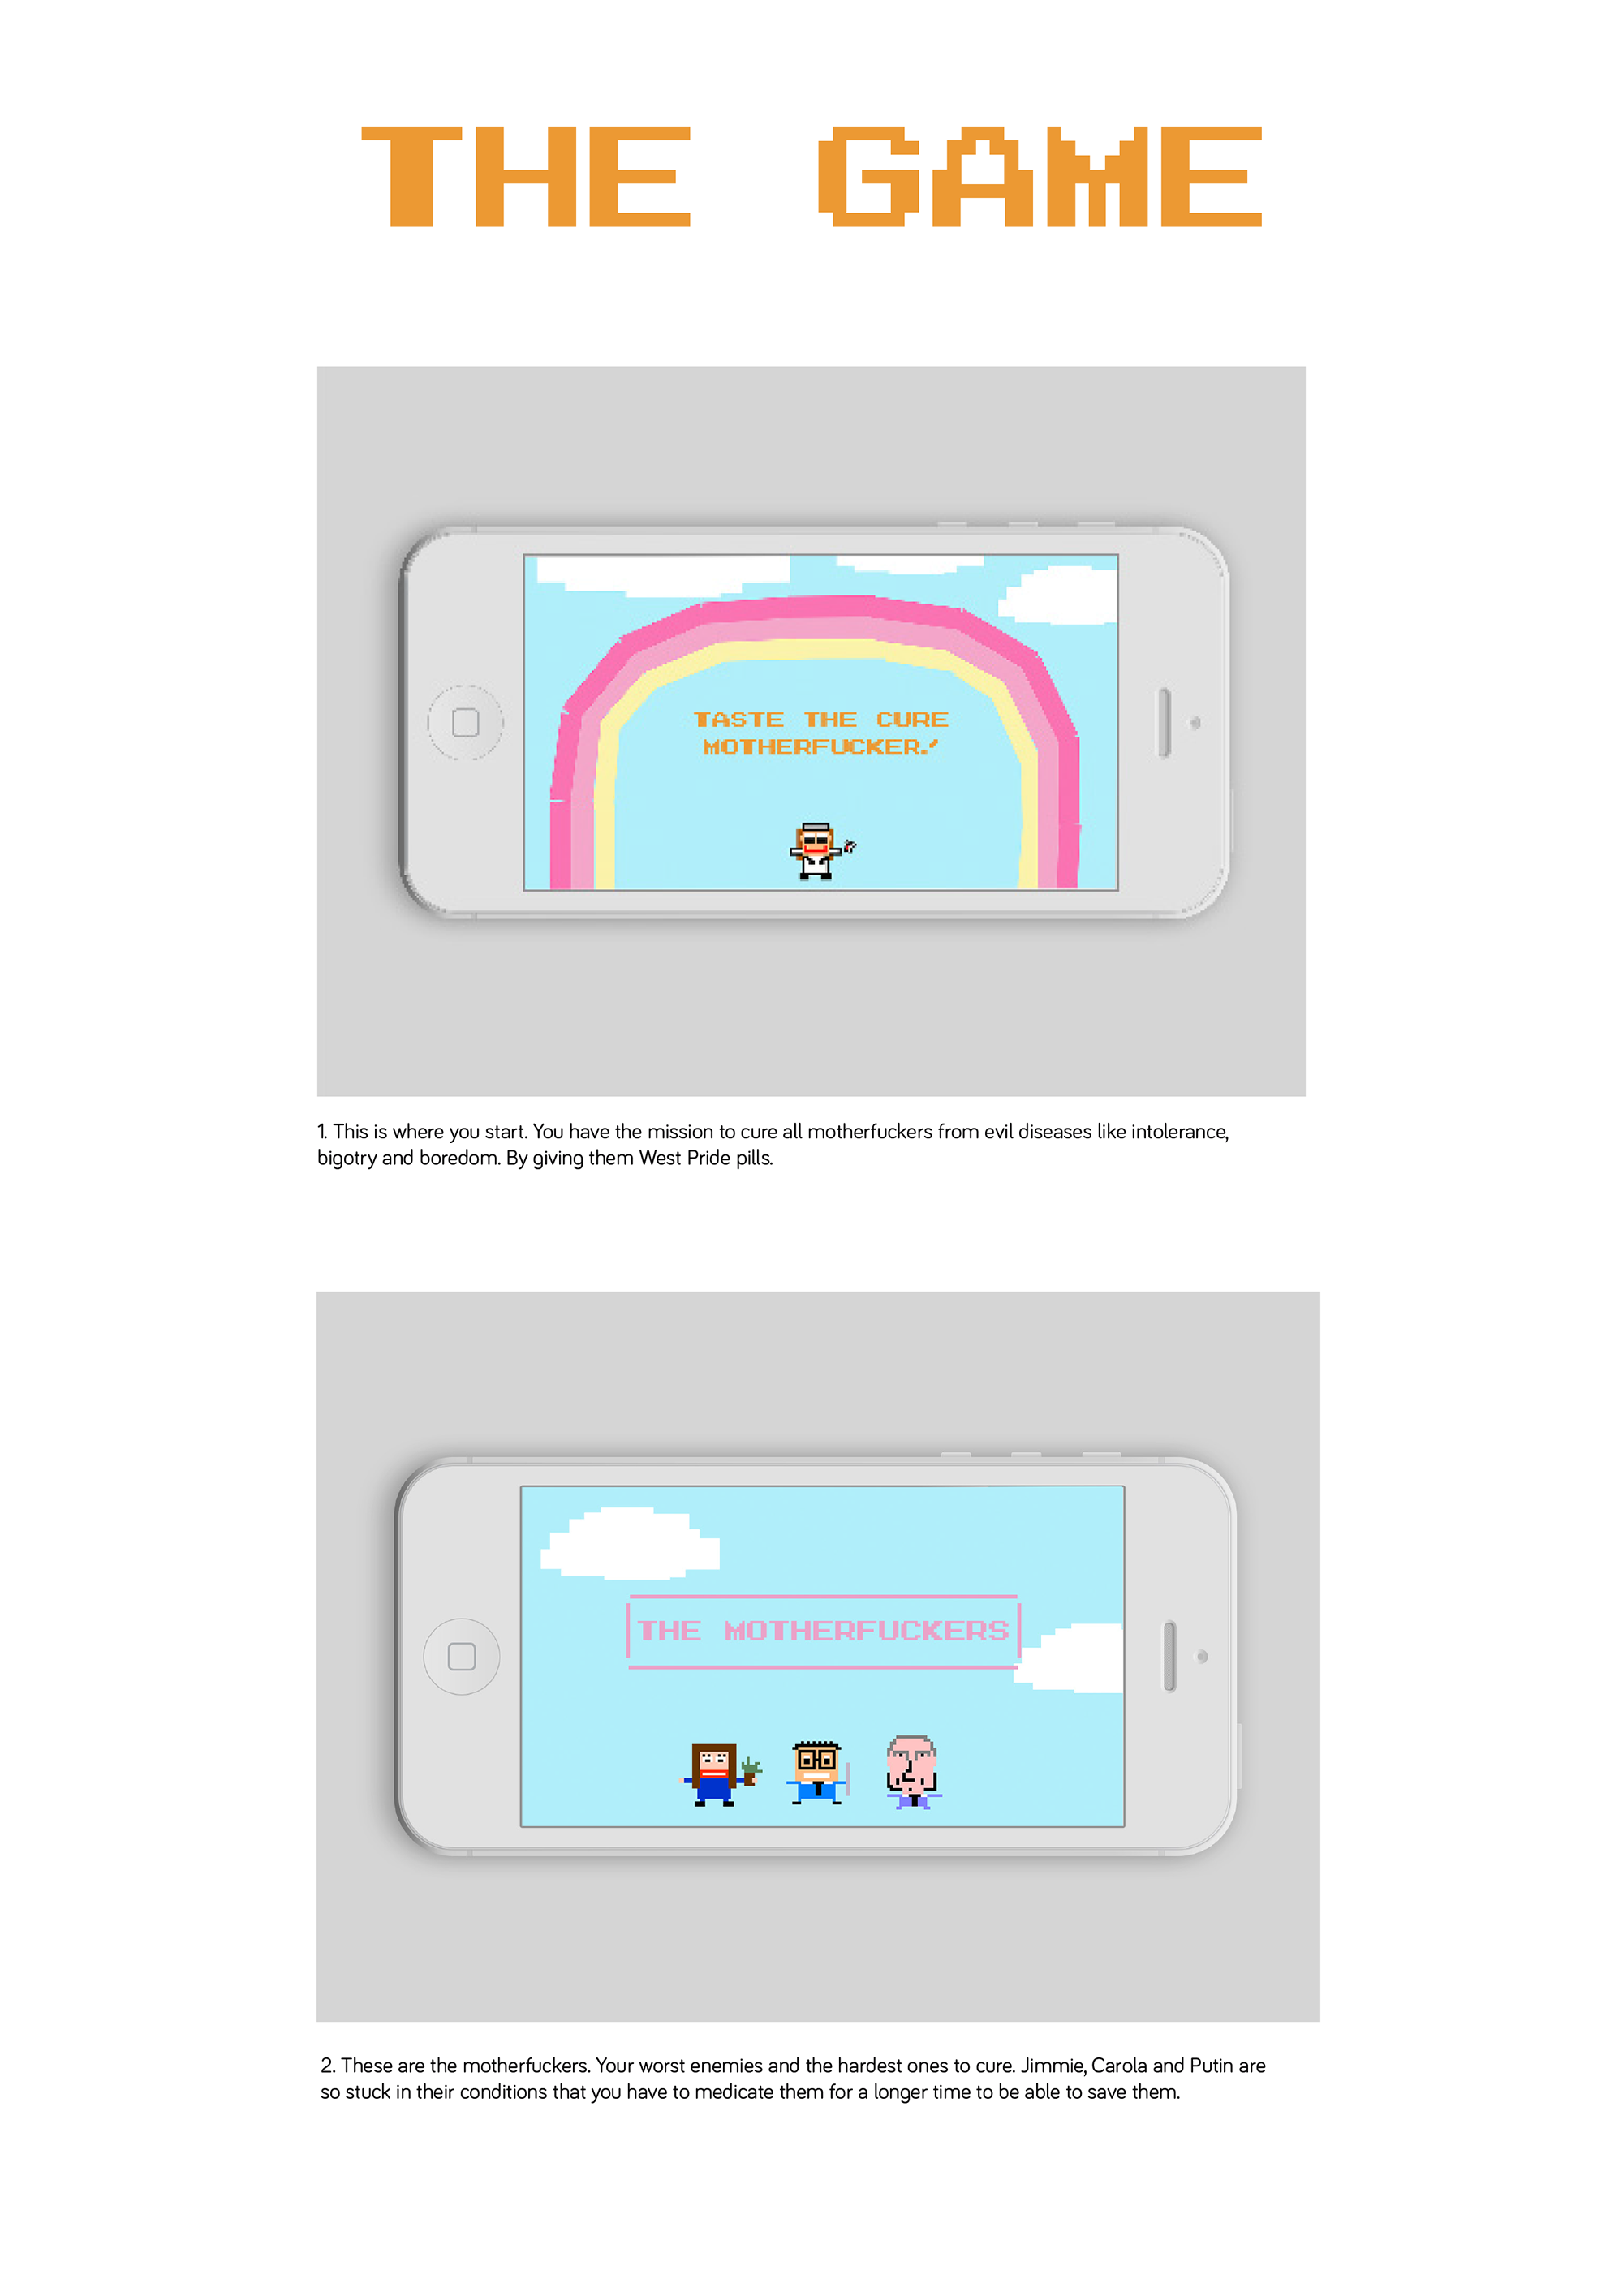 THE GAME
TASTE THE CURE
MOTHERFUCKER!
1. This is where you start. You have the mission to cure all motherfuckers from evil diseases like intolerance,
bigotry and boredom. By giving them West Pride pills.
THE MOTHERFUCKERS
2. These are the motherfuckers. Your worst enemies and the hardest ones to cure. Jimmie, Carola and Putin are
so stuck in their conditions that you have to medicate them for a longer time to be able to save them.